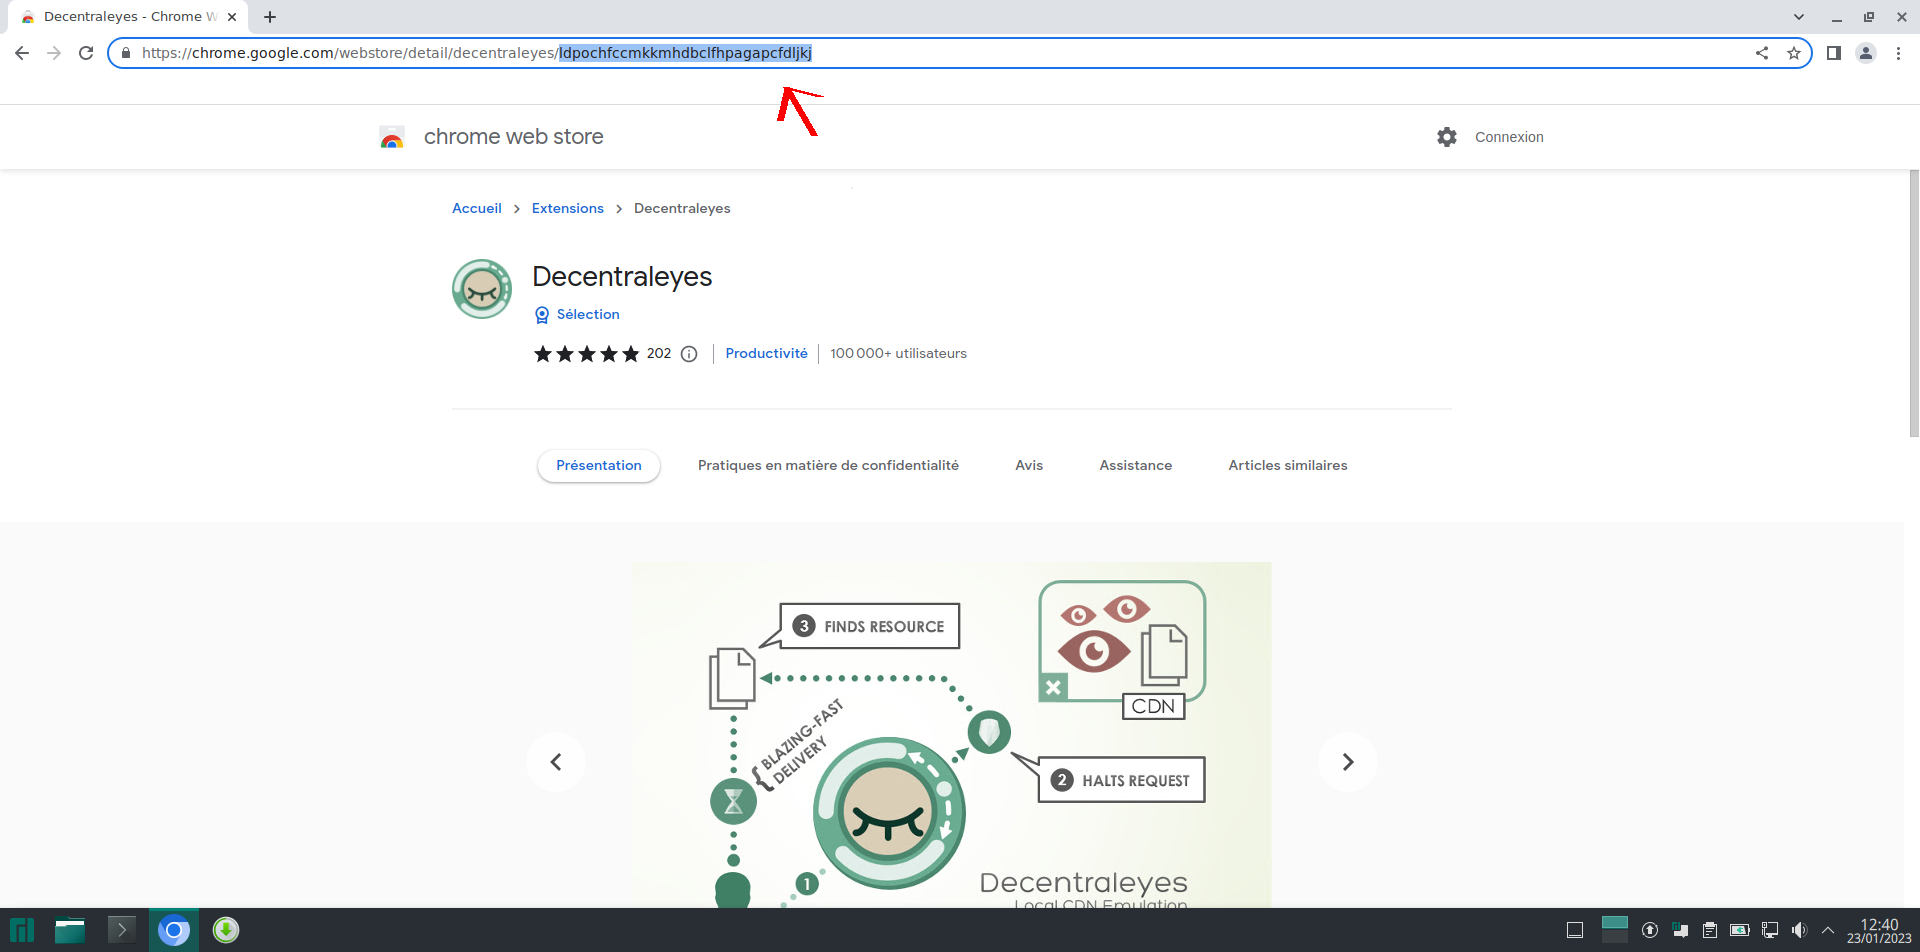 Decentraleyes - Chrome W
https://chrome.google.com/webstore/detail/decentraleyes/ldpochfccmkkmhdbclfhpagapcfdljkj
chrome web store
Connexion
Accueil
Extensions
Decentraleyes
Decentraleyes
Sélection
202
Productivité
100 000+ utilisateurs
Présentation
Pratiques en matière de confidentialité
Avis
Assistance
Articles similaires
3 FINDS RESOURCE
CDN
BLAZING-FAST
DELIVERY
2 HALTS REQUEST
1
Decentraleyes
Local CDN Emulation
12:40
23/01/2023